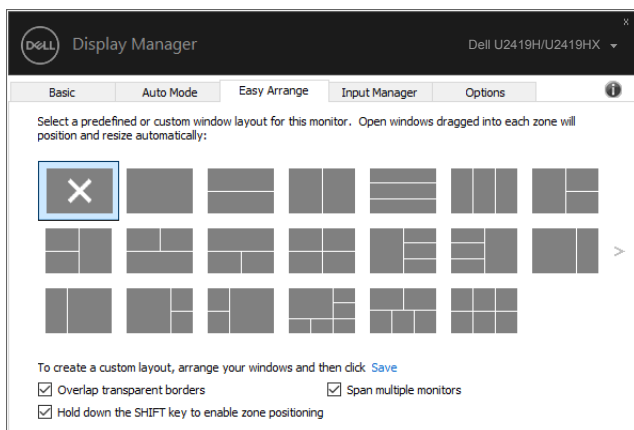 x
DELL Display Manager Dell U2419H/U2419HX
Basic Auto Mode Easy Arrange Input Manager Options i
Select a predefined or custom window layout for this monitor. Open windows dragged into each zone will
position and resize automatically:
>
To create a custom layout, arrange your windows and then click Save
Overlap transparent borders Span multiple monitors
Hold down the SHIFT key to enable zone positioning